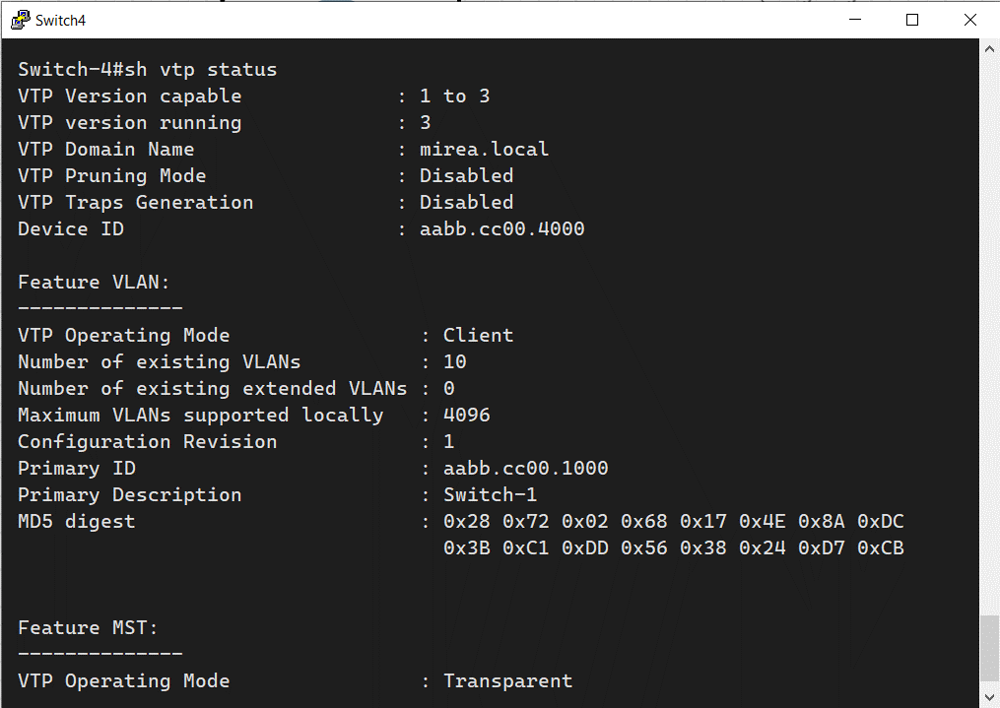 Switch4
Switch-4#sh vtp status
VTP Version capable             : 1 to 3
VTP version running             : 3
VTP Domain Name                 : mirea.local
VTP Pruning Mode                : Disabled
VTP Traps Generation            : Disabled
Device ID                       : aabb.cc00.4000
Feature VLAN:
--------------
VTP Operating Mode                : Client
Number of existing VLANs          : 10
Number of existing extended VLANs : 0
Maximum VLANs supported locally   : 4096
Configuration Revision            : 1
Primary ID                        : aabb.cc00.1000
Primary Description               : Switch-1
MD5 digest                        : 0x28 0x72 0x02 0x68 0x17 0x4E 0x8A 0xDC
                                    0x3B 0xC1 0xDD 0x56 0x38 0x24 0xD7 0xCB
Feature MST:
--------------
VTP Operating Mode                : Transparent